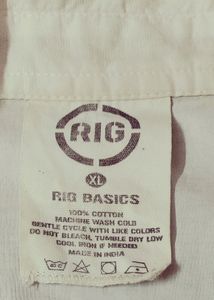 RIG
XL
RIG BASICS
100% COTTON
MACHINE WASH COLD
GENTLE CYCLE WITH LIKE COLORS
DO NOT BLEACH, TUMBLE DRY LOW
COOL IRON IF NEEDED
MADE IN INDIA